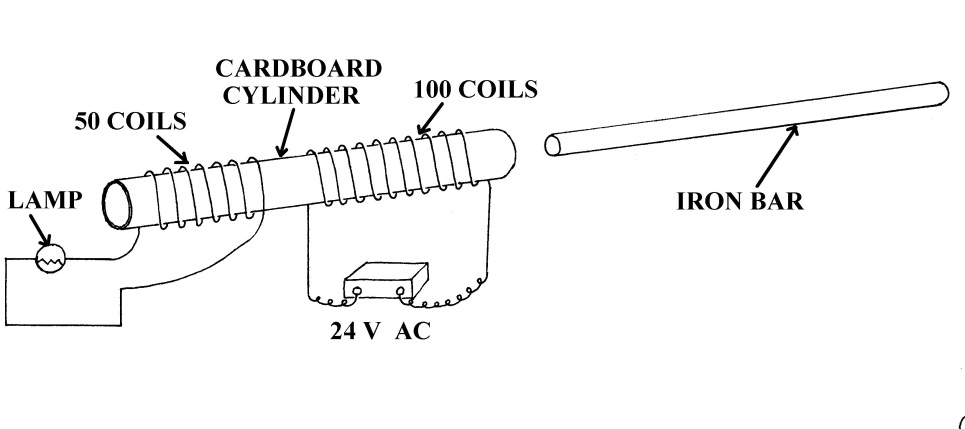 CARDBOARD
CYLINDER
100 COILS
50 COILS
LAMP
IRON BAR
24 V AC